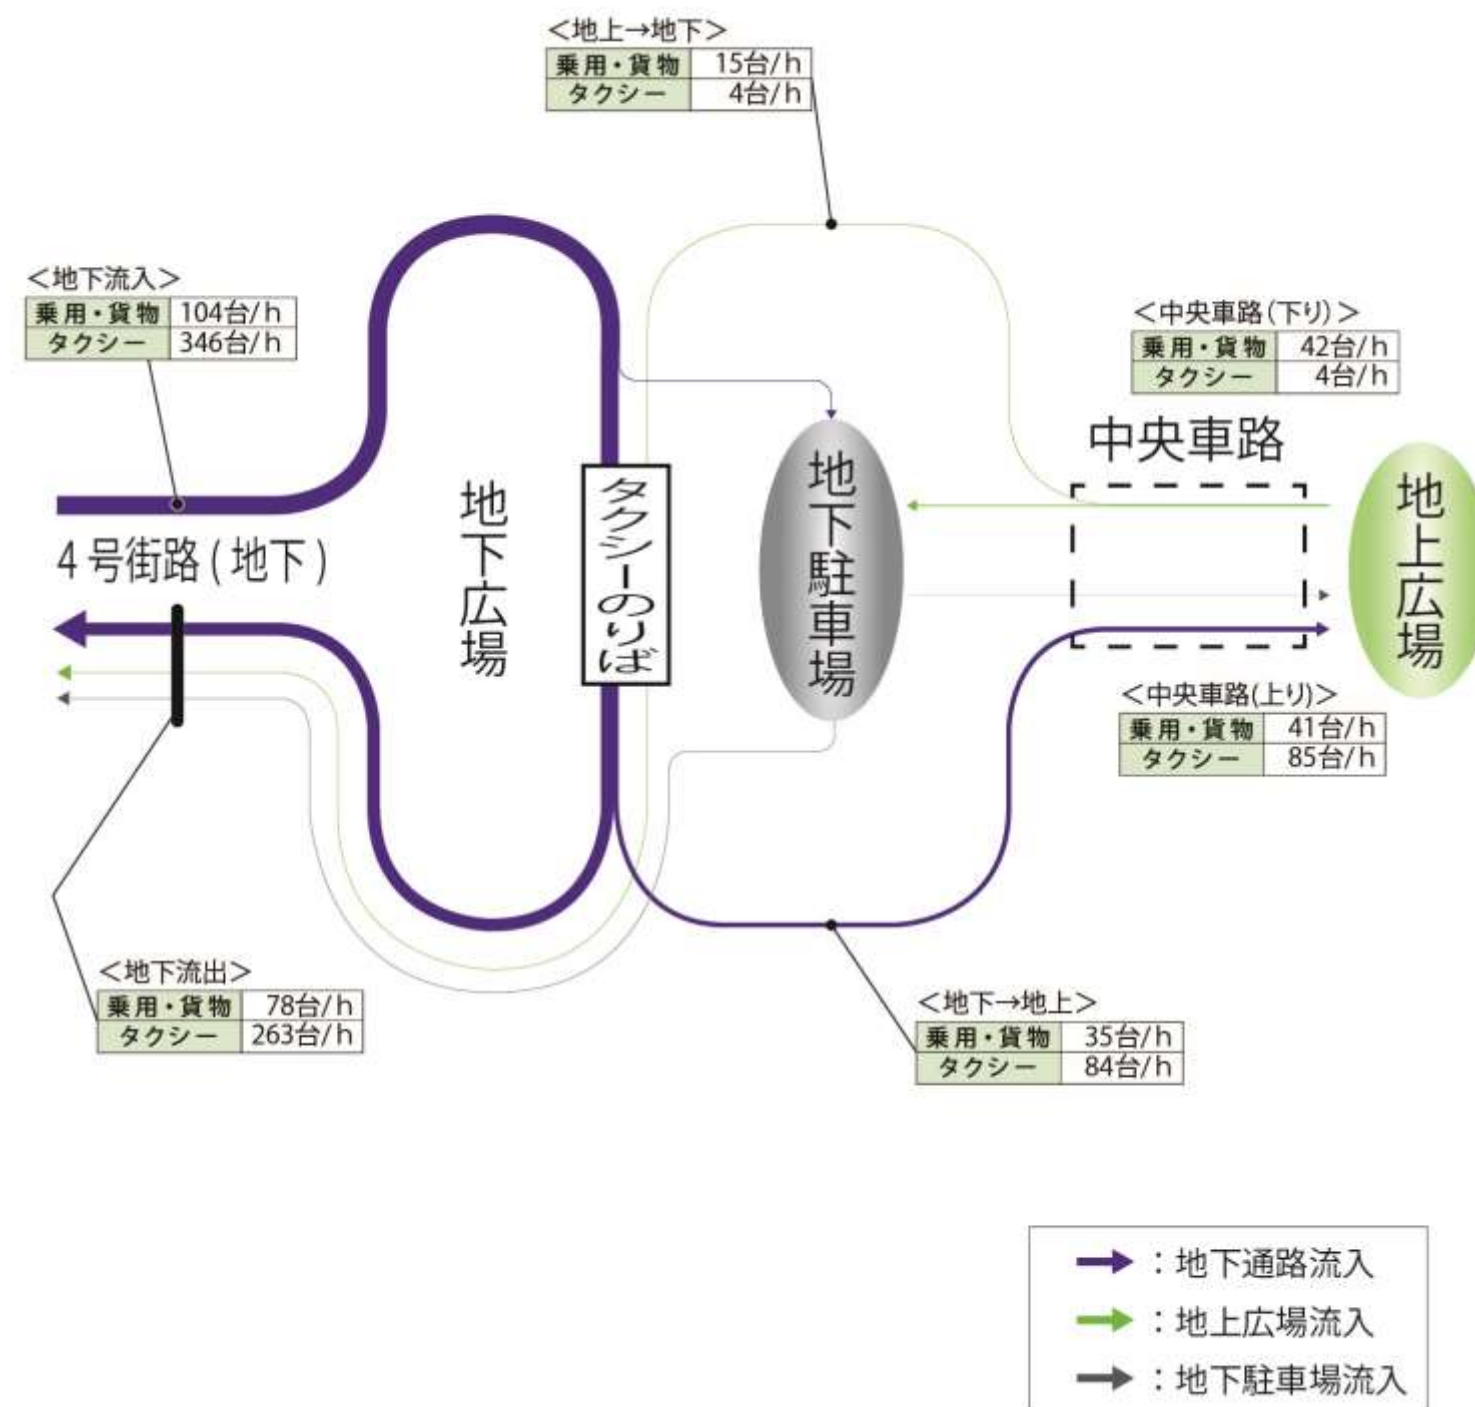 ＜地上→地下＞
乗用・貨物 15台/h
タクシー 4台/h
＜地下流入＞
乗用・貨物 104台/h
タクシー 346台/h
＜中央車路(下り)＞
乗用・貨物 42台/h
タクシー 4台/h
中央車路
4号街路(地下)
地下広場
タクシーのりば
地下駐車場
地上広場
＜中央車路(上り)＞
乗用・貨物 41台/h
タクシー 85台/h
＜地下流出＞
乗用・貨物 78台/h
タクシー 263台/h
＜地下→地上＞
乗用・貨物 35台/h
タクシー 84台/h
：地下通路流入
：地上広場流入
：地下駐車場流入